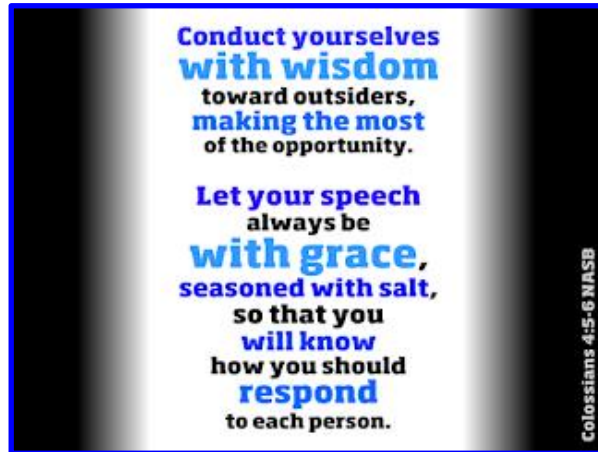 Conduct yourselves
with wisdom
toward outsiders,
making the most
of the opportunity.
Let your speech
always be
with grace,
seasoned with salt,
so that you
will know
how you should
respond
to each person.
Colossians 4:5-6 NASB